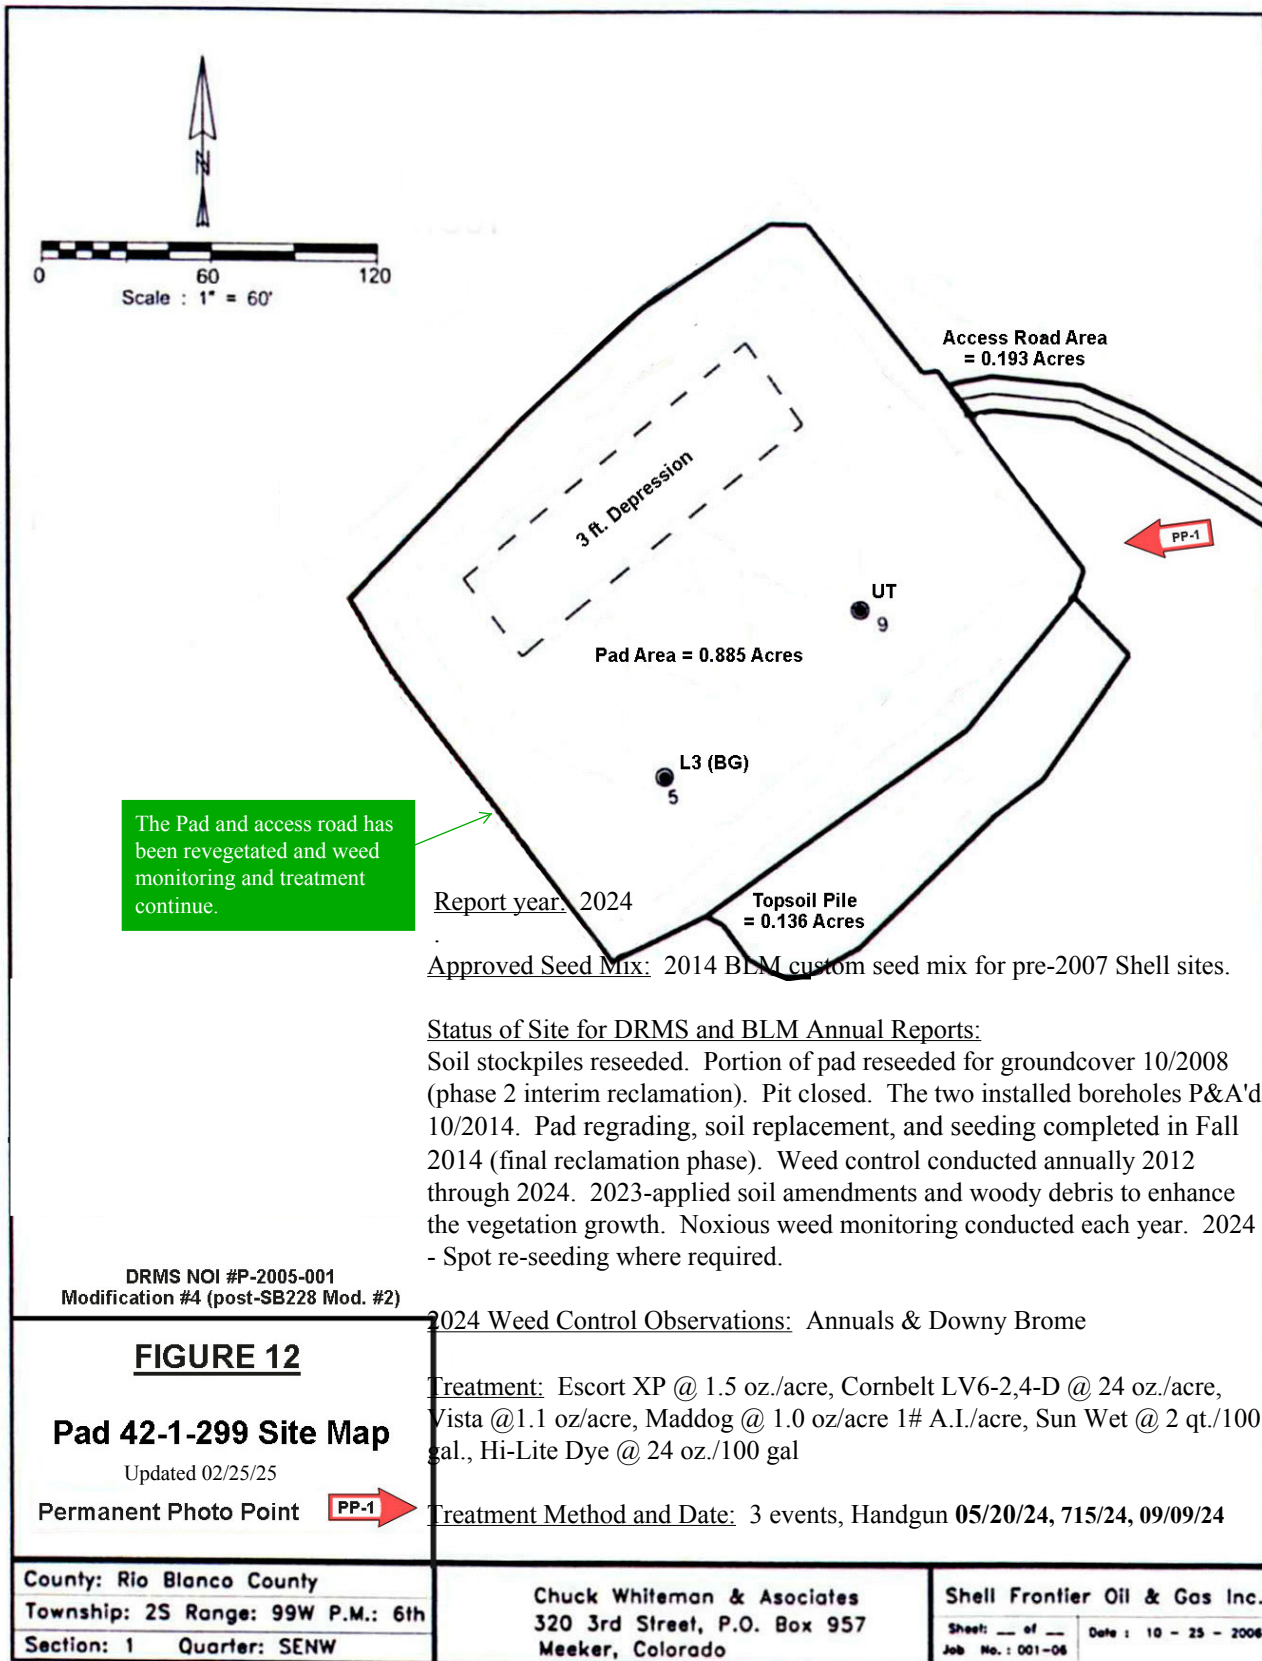 N
0 60 120
Scale : 1" = 60'
Access Road Area
= 0.193 Acres
3 ft. Depression
PP-1
UT
9
Pad Area = 0.885 Acres
L3 (BG)
5
The Pad and access road has
been revegetated and weed
monitoring and treatment
continue.
Topsoil Pile
= 0.136 Acres
Report year: 2024
.
Approved Seed Mix: 2014 BLM custom seed mix for pre-2007 Shell sites.
Status of Site for DRMS and BLM Annual Reports:
Soil stockpiles reseeded. Portion of pad reseeded for groundcover 10/2008
(phase 2 interim reclamation). Pit closed. The two installed boreholes P&A'd
10/2014. Pad regrading, soil replacement, and seeding completed in Fall
2014 (final reclamation phase). Weed control conducted annually 2012
through 2024. 2023-applied soil amendments and woody debris to enhance
the vegetation growth. Noxious weed monitoring conducted each year. 2024
- Spot re-seeding where required.
2024 Weed Control Observations: Annuals & Downy Brome
Treatment: Escort XP @ 1.5 oz./acre, Cornbelt LV6-2,4-D @ 24 oz./acre,
Vista @1.1 oz/acre, Maddog @ 1.0 oz/acre 1# A.I./acre, Sun Wet @ 2 qt./100
gal., Hi-Lite Dye @ 24 oz./100 gal
Treatment Method and Date: 3 events, Handgun 05/20/24, 715/24, 09/09/24
DRMS NOI #P-2005-001
Modification #4 (post-SB228 Mod. #2)
FIGURE 12
Pad 42-1-299 Site Map
Updated 02/25/25
Permanent Photo Point PP-1
County: Rio Blanco County
Township: 2S Range: 99W P.M.: 6th
Section: 1 Quarter: SENW
Chuck Whiteman & Asociates
320 3rd Street, P.O. Box 957
Meeker, Colorado
Shell Frontier Oil & Gas Inc.
Sheet: __ of __ Date : 10 - 25 - 2006
Job No. : 001-06